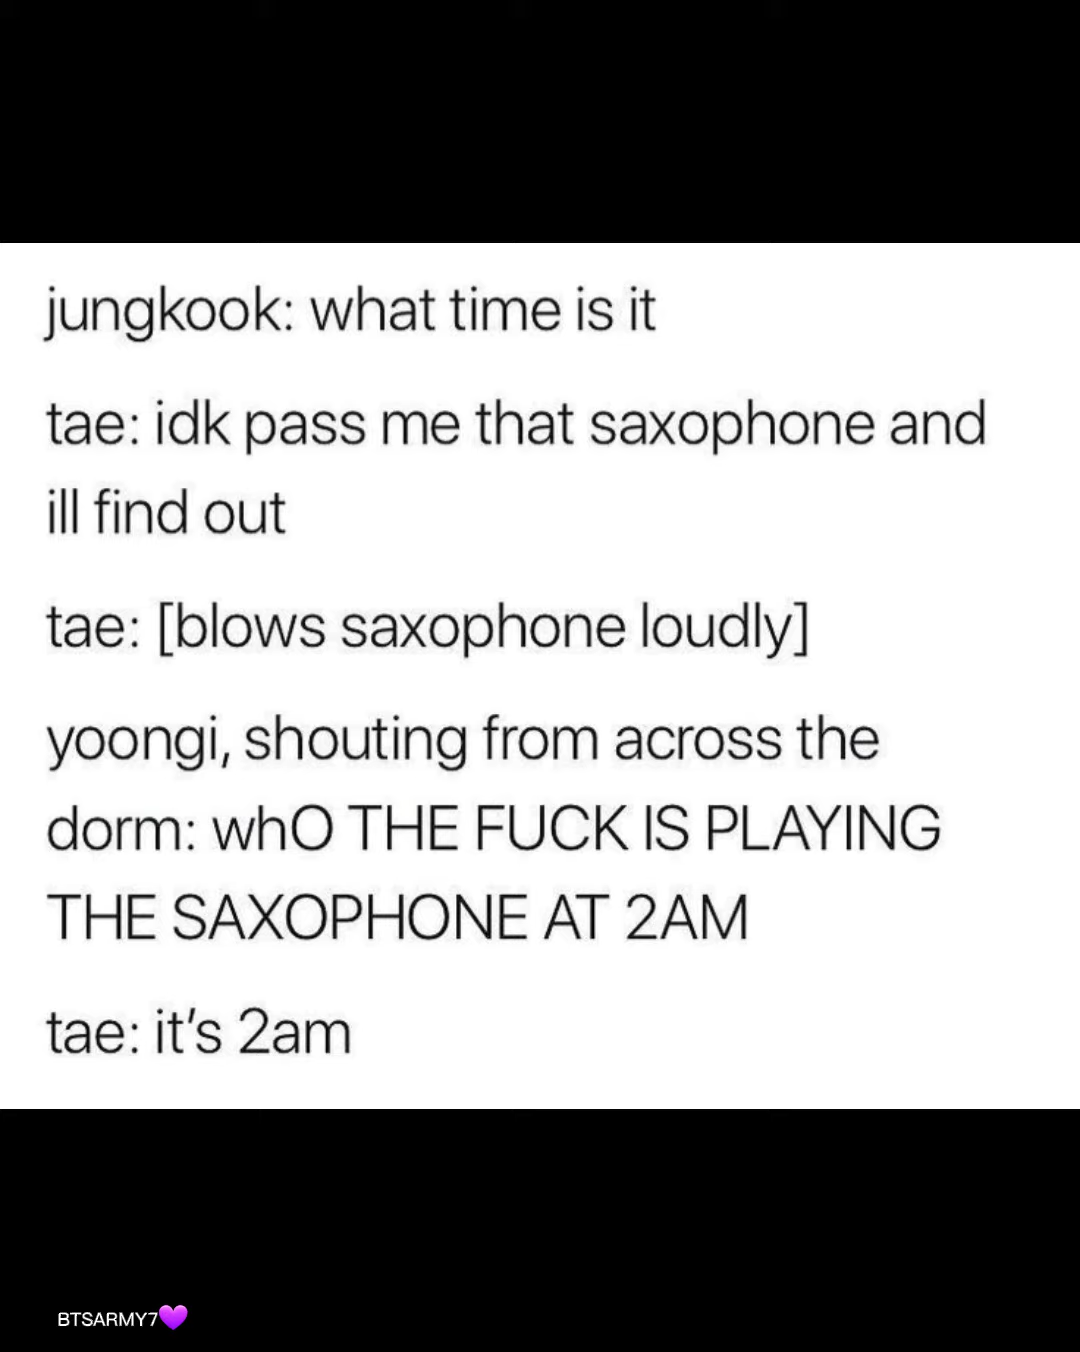 jungkook: what time is it
tae: idk pass me that saxophone and
ill find out
tae: [blows saxophone loudly]
yoongi, shouting from across the
dorm: whO THE FUCK IS PLAYING
THE SAXOPHONE AT 2AM
tae: it’s 2am
BTSARMY7💜